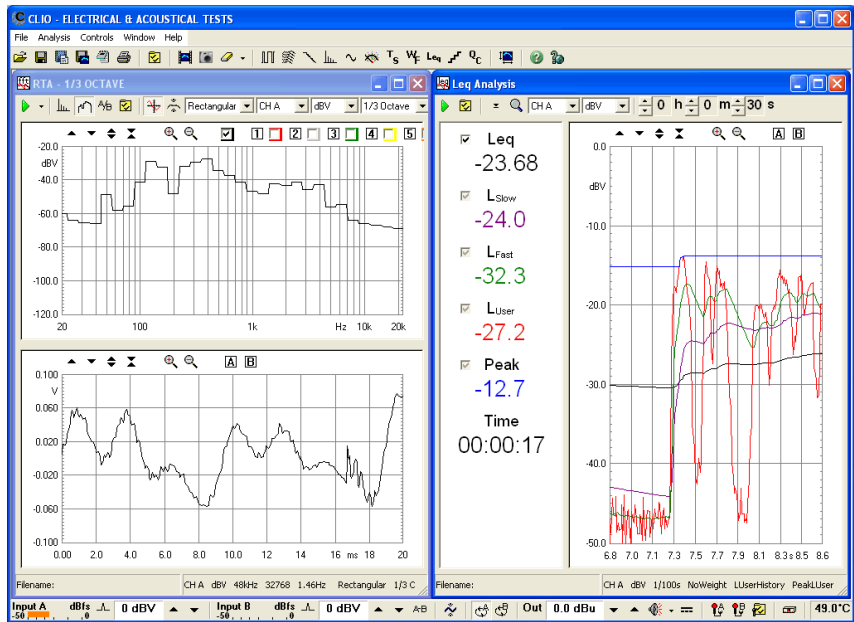 CLIO - ELECTRICAL & ACOUSTICAL TESTS
File Analysis Controls Window Help
Ts WF Leq Qc
RTA - 1/3 OCTAVE
Rectangular CH A dBV 1/3 Octave
1 2 3 4 5
-20.0
dBV
-40.0
-60.0
-80.0
-100.0
-120.0
20 100 1k Hz 10k 20k
A B
0.100
V
0.060
0.020
-0.020
-0.060
-0.100
0.00 2.0 4.0 6.0 8.0 10.0 12.0 14 16 ms 18 20
Filename: CH A dBV 48kHz 32768 1.46Hz Rectangular 1/3 C
Leq Analysis
CH A dBV 0 h 0 m 30 s
Leq
-23.68
LSlow
-24.0
LFast
-32.3
LUser
-27.2
Peak
-12.7
Time
00:00:17
A B
0.0
dBV
-10.0
-20.0
-30.0
-40.0
-50.0
6.8 7.0 7.1 7.3 7.5 7.7 7.9 8.1 8.3 s 8.5 8.6
Filename: CH A dBV 1/100s NoWeight LUserHistory PeakLUser
Input A dBfs 0 dBV Input B dBfs 0 dBV A-B Out 0.0 dBu 49.0°C
-50 0 -50 0